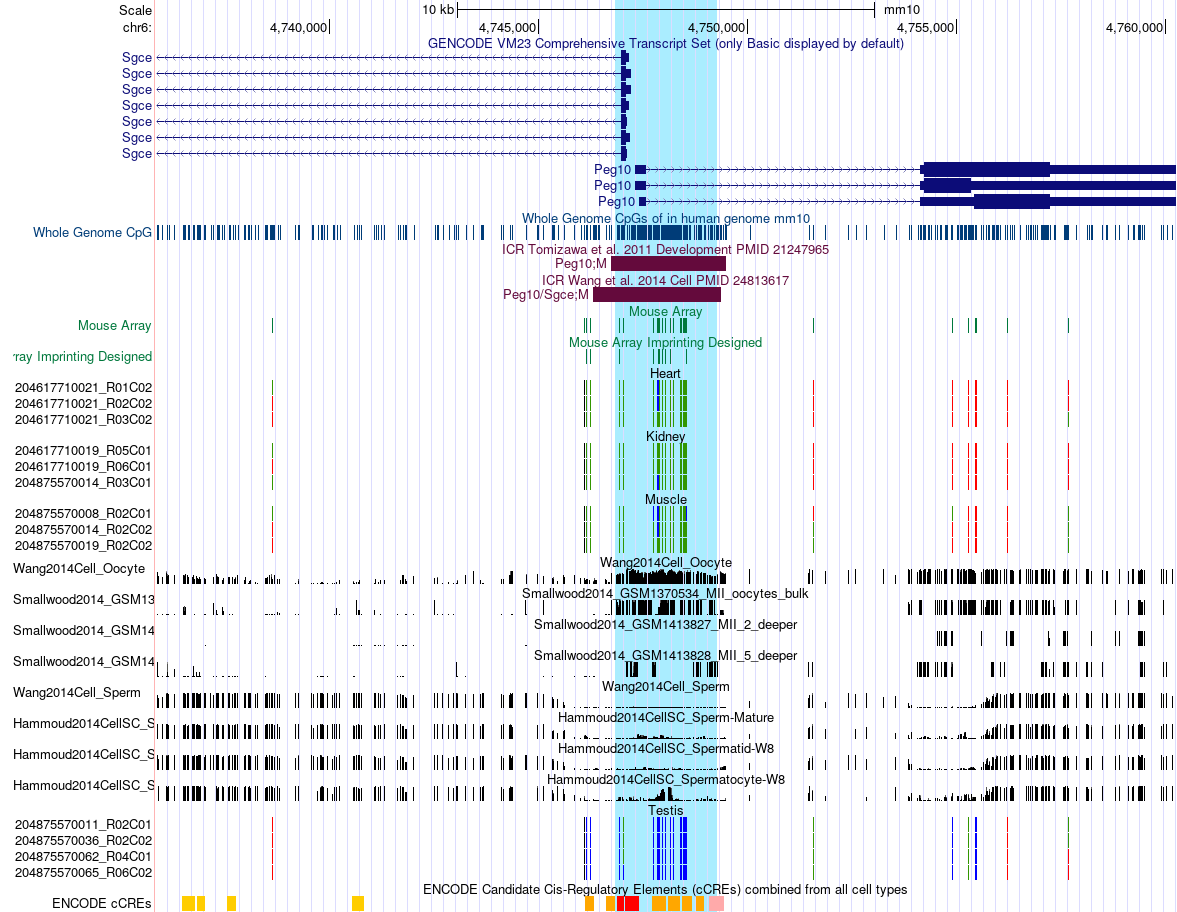 Scale 10 kb mm10
chr6: 4,740,000 4,745,000 4,750,000 4,755,000 4,760,000
GENCODE VM23 Comprehensive Transcript Set (only Basic displayed by default)
Sgce
Sgce
Sgce
Sgce
Sgce
Sgce
Sgce
Peg10
Peg10
Peg10
Whole Genome CpGs of in human genome mm10
Whole Genome CpG
ICR Tomizawa et al. 2011 Development PMID 21247965
Peg10;M
ICR Wang et al. 2014 Cell PMID 24813617
Peg10/Sgce;M
Mouse Array
Mouse Array
Mouse Array Imprinting Designed
ray Imprinting Designed
Heart
204617710021_R01C02
204617710021_R02C02
204617710021_R03C02
Kidney
204617710019_R05C01
204617710019_R06C01
204875570014_R03C01
Muscle
204875570008_R02C01
204875570014_R02C02
204875570019_R02C02
Wang2014Cell_Oocyte
Wang2014Cell_Oocyte
Smallwood2014_GSM1370534_MII_oocytes_bulk
Smallwood2014_GSM13
Smallwood2014_GSM1413827_MII_2_deeper
Smallwood2014_GSM14
Smallwood2014_GSM1413828_MII_5_deeper
Smallwood2014_GSM14
Wang2014Cell_Sperm
Wang2014Cell_Sperm
Hammoud2014CellSC_Sperm-Mature
Hammoud2014CellSC_S
Hammoud2014CellSC_Spermatid-W8
Hammoud2014CellSC_S
Hammoud2014CellSC_Spermatocyte-W8
Hammoud2014CellSC_S
Testis
204875570011_R02C01
204875570036_R02C02
204875570062_R04C01
204875570065_R06C02
ENCODE Candidate Cis-Regulatory Elements (cCREs) combined from all cell types
ENCODE cCREs